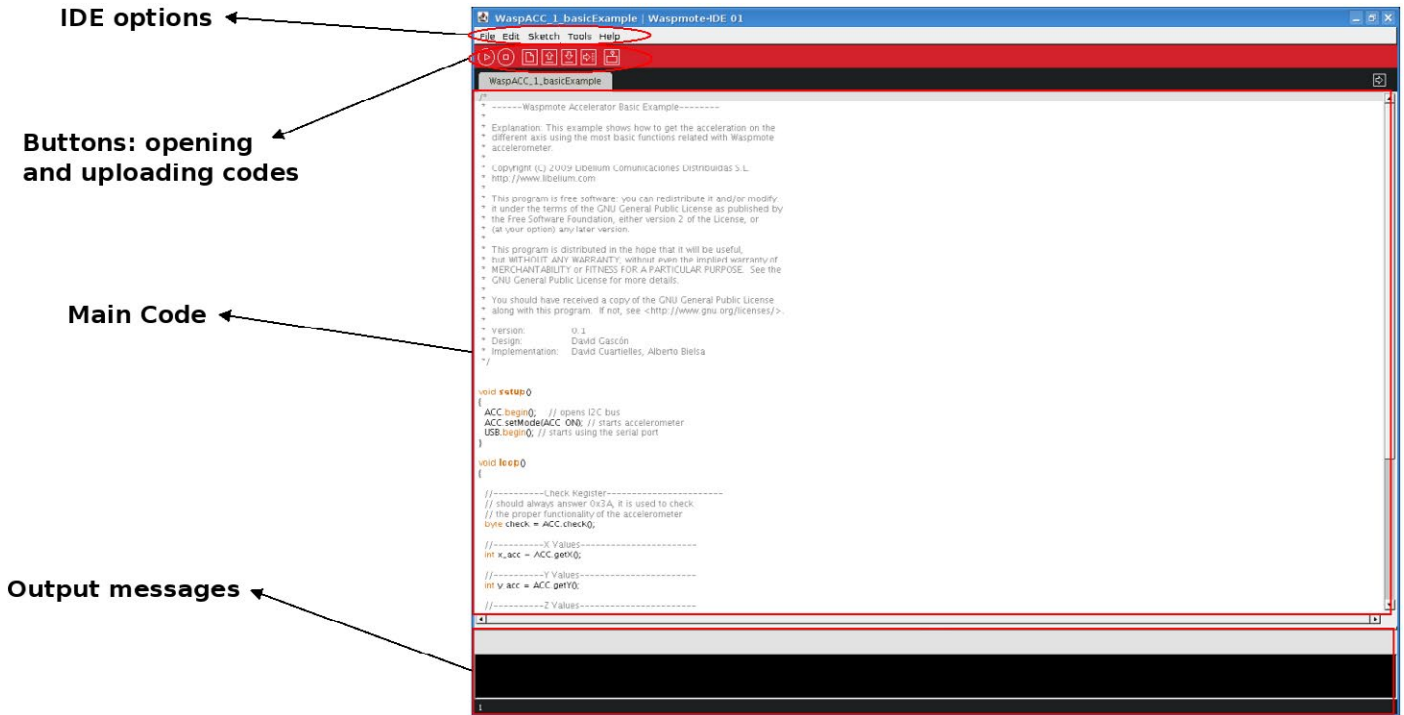 IDE options
Buttons: opening
and uploading codes
Main Code
Output messages
WaspACC_1_basicExample | Waspmote-IDE 01
File Edit Sketch Tools Help
WaspACC_1_basicExample
/*
* ------Waspmote Accelerator Basic Example--------
*
* Explanation: This example shows how to get the acceleration on the
* different axis using the most basic functions related with Waspmote
* accelerometer.
*
* Copyright (C) 2009 Libelium Comunicaciones Distribuidas S.L.
* http://www.libelium.com
*
* This program is free software: you can redistribute it and/or modify
* it under the terms of the GNU General Public License as published by
* the Free Software Foundation, either version 2 of the License, or
* (at your option) any later version.
*
* This program is distributed in the hope that it will be useful,
* but WITHOUT ANY WARRANTY; without even the implied warranty of
* MERCHANTABILITY or FITNESS FOR A PARTICULAR PURPOSE. See the
* GNU General Public License for more details.
*
* You should have received a copy of the GNU General Public License
* along with this program. If not, see <http://www.gnu.org/licenses/>.
*
* Version: 0.1
* Design: David Gascón
* Implementation: David Cuartielles, Alberto Bielsa
*/
void setup()
{
ACC.begin(); // opens I2C bus
ACC.setMode(ACC_ON); // starts accelerometer
USB.begin(); // starts using the serial port
}
void loop()
{
//----------Check Register-----------------------
// should always answer 0x3A, it is used to check
// the proper functionality of the accelerometer
byte check = ACC.check();
//----------X Values-----------------------
int x_acc = ACC.getX();
//----------Y Values-----------------------
int y_acc = ACC.getY();
//----------Z Values-----------------------
1